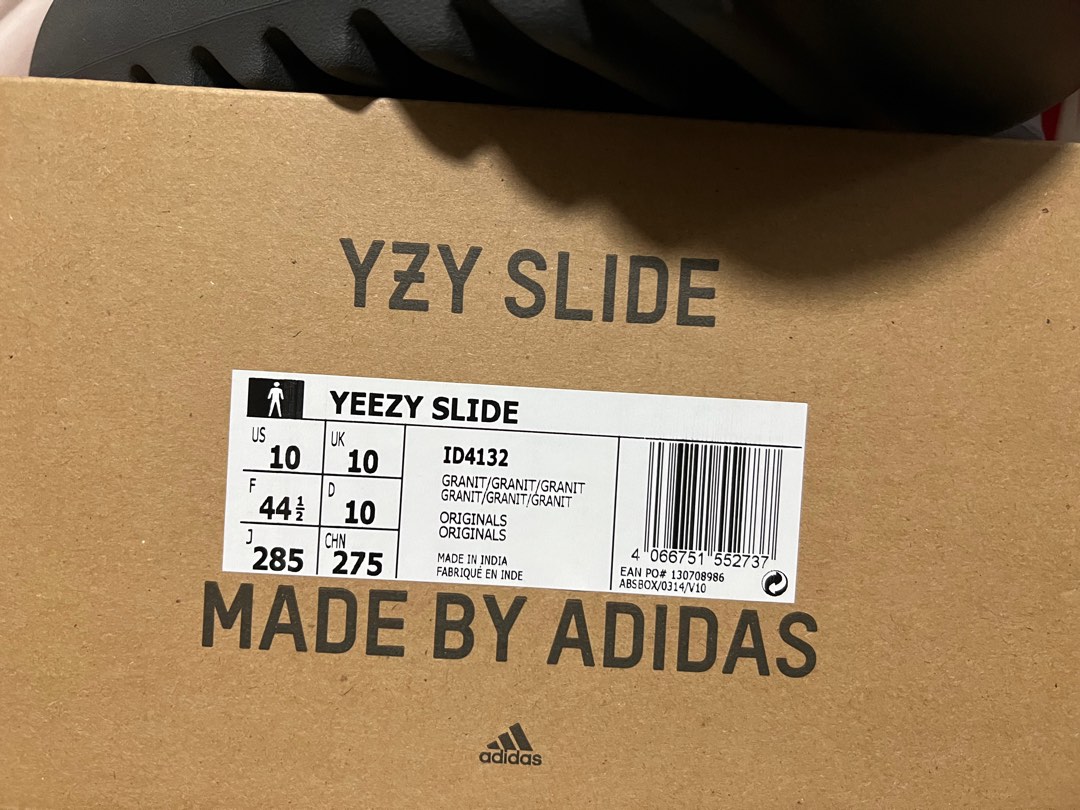 YZY SLIDE
YEEZY SLIDE
US 10
UK 10
F 44½
D 10
J 285
CHN 275
ID4132
GRANIT/GRANIT/GRANIT
GRANIT/GRANIT/GRANIT
ORIGINALS
ORIGINALS
MADE IN INDIA
FABRIQUÉ EN INDE
4 066751 552737
EAN PO# 130708986
ABSBOX/0314/V10
MADE BY ADIDAS
adidas